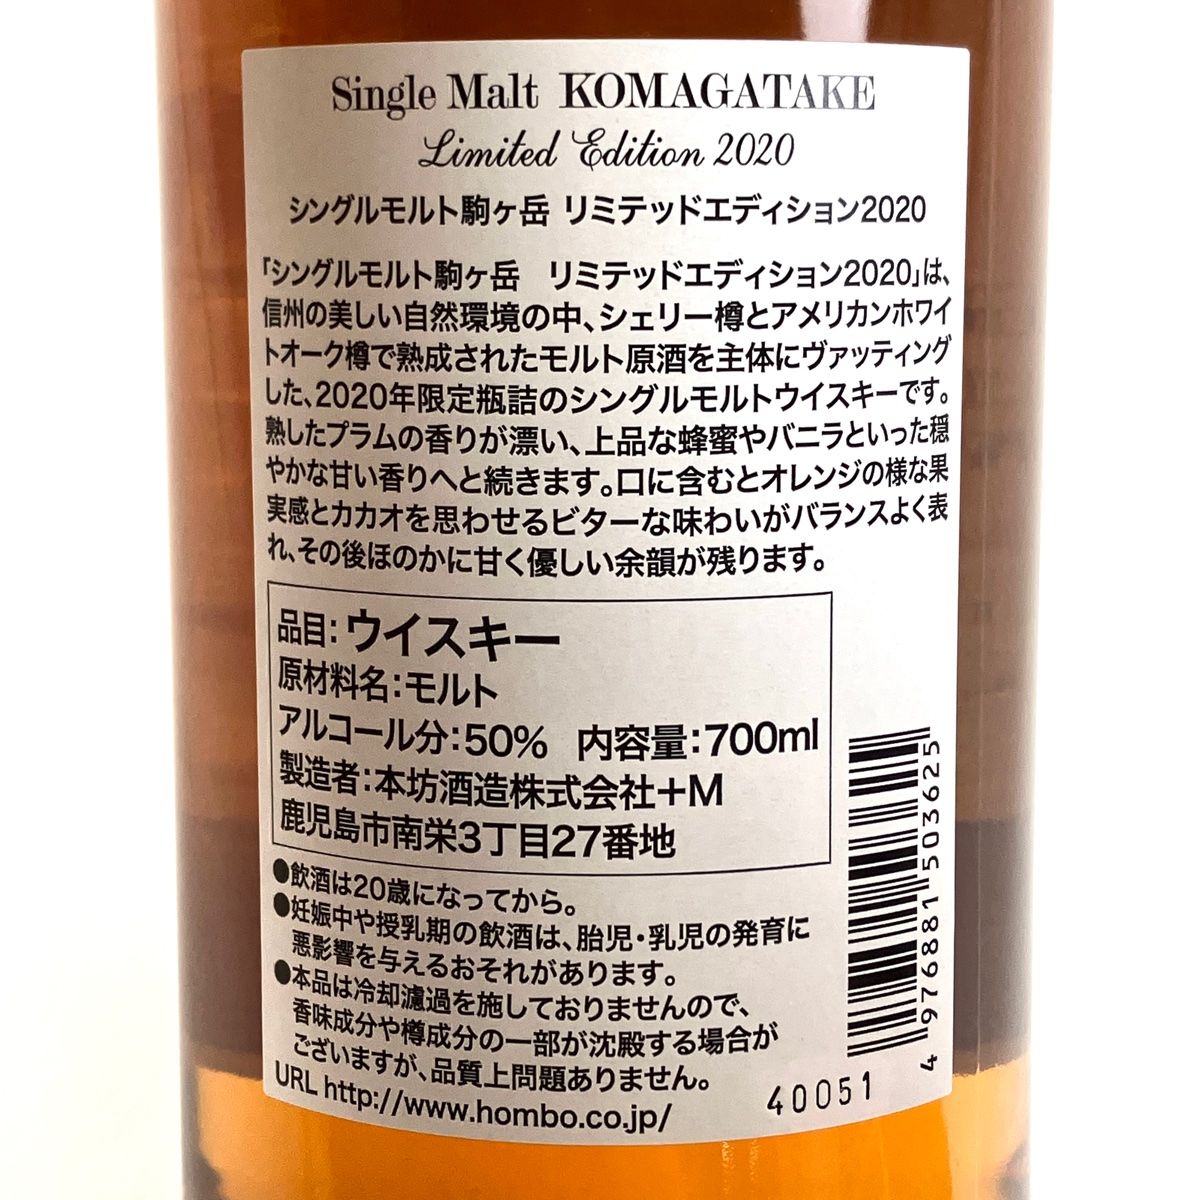 Single Malt KOMAGATAKE
Limited Edition 2020
シングルモルト駒ヶ岳 リミテッドエディション2020
「シングルモルト駒ヶ岳　リミテッドエディション2020」は、
信州の美しい自然環境の中、シェリー樽とアメリカンホワイ
トオーク樽で熟成されたモルト原酒を主体にヴァッティング
した、2020年限定瓶詰のシングルモルトウイスキーです。
熟したプラムの香りが漂い、上品な蜂蜜やバニラといった穏
やかな甘い香りへと続きます。口に含むとオレンジの様な果
実感とカカオを思わせるビターな味わいがバランスよく表
れ、その後ほのかに甘く優しい余韻が残ります。
品目:ウイスキー
原材料名:モルト
アルコール分:50% 内容量:700ml
製造者:本坊酒造株式会社+M
鹿児島市南栄3丁目27番地
●飲酒は20歳になってから。
●妊娠中や授乳期の飲酒は、胎児・乳児の発育に
悪影響を与えるおそれがあります。
●本品は冷却濾過を施しておりませんので、
香味成分や樽成分の一部が沈殿する場合が
ございますが、品質上問題ありません。
URL http://www.hombo.co.jp/
40051
4 976881 503625